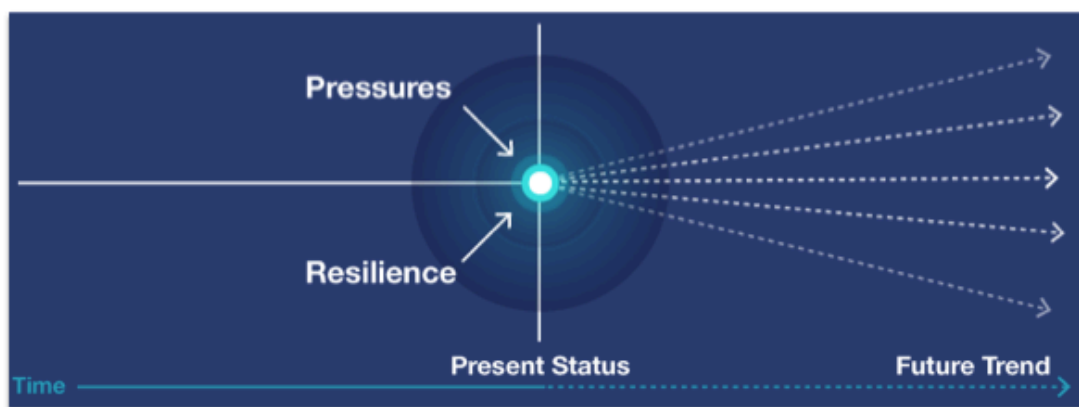 Pressures
Resilience
Present Status
Future Trend
Time